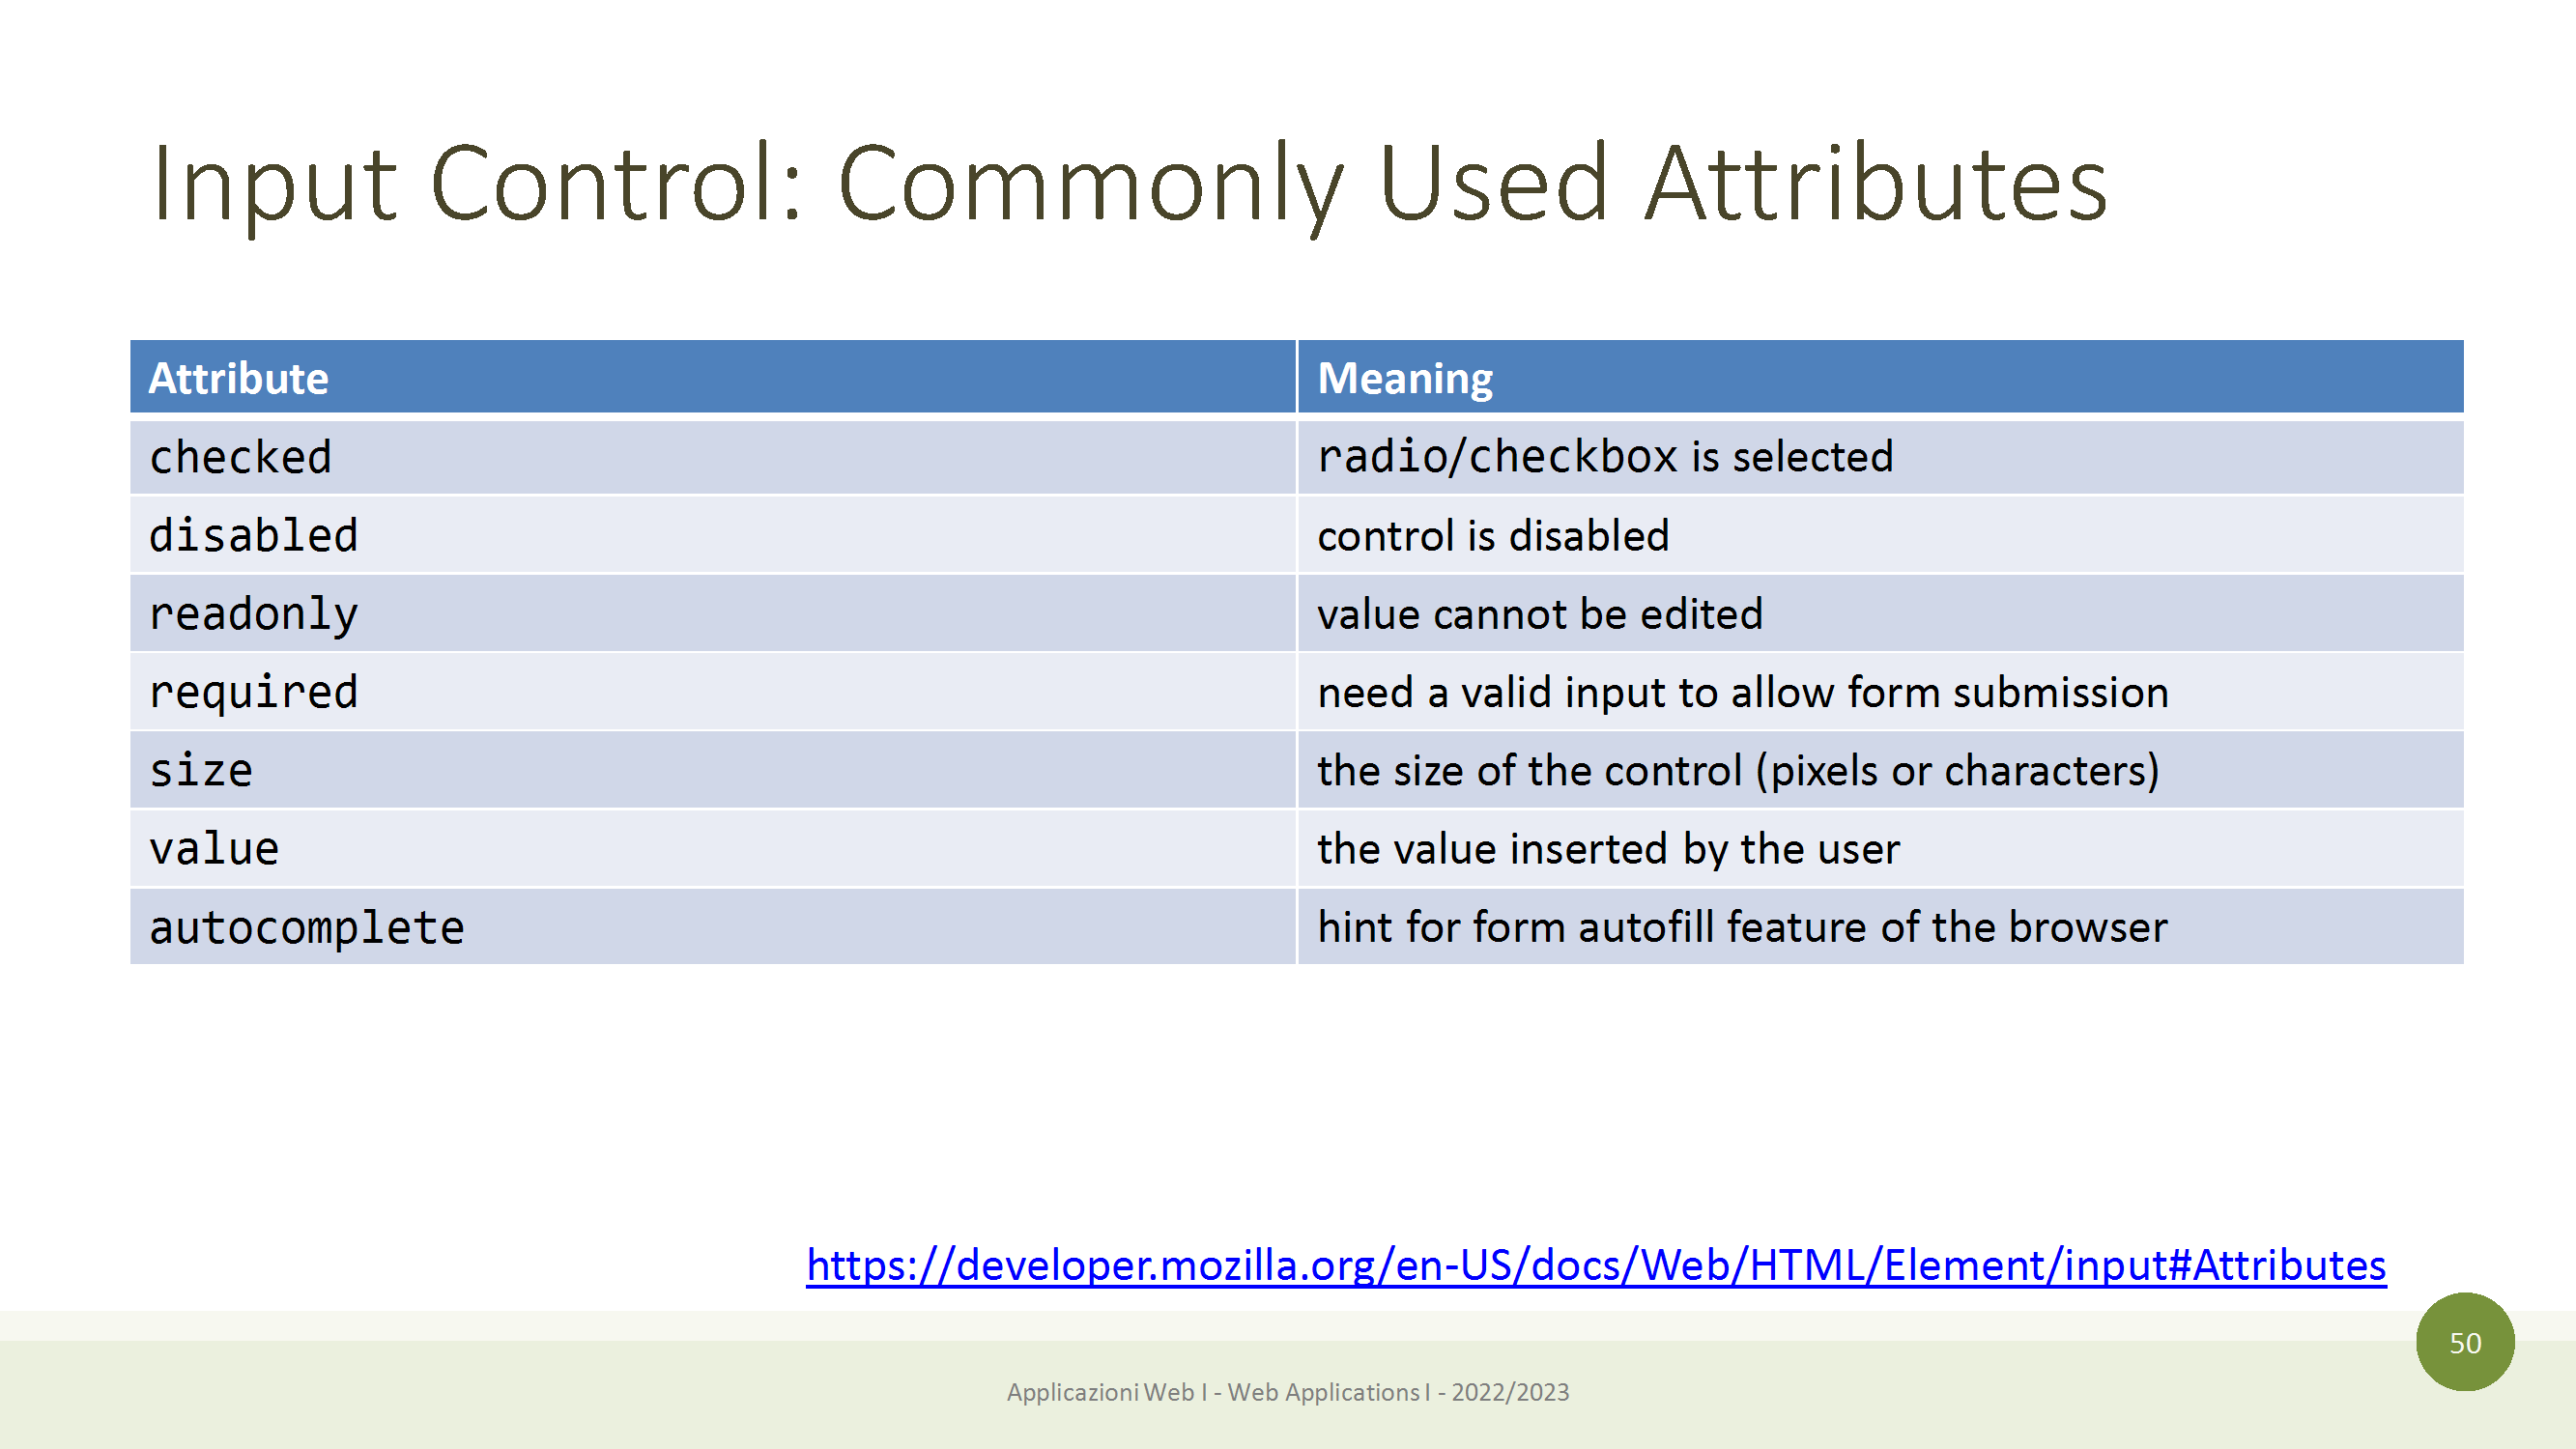 Input Control: Commonly Used Attributes
Attribute Meaning
checked radio/checkbox is selected
disabled control is disabled
readonly value cannot be edited
required need a valid input to allow form submission
size the size of the control (pixels or characters)
value the value inserted by the user
autocomplete hint for form autofill feature of the browser
https://developer.mozilla.org/en-US/docs/Web/HTML/Element/input#Attributes
50
Applicazioni Web I - Web Applications I - 2022/2023